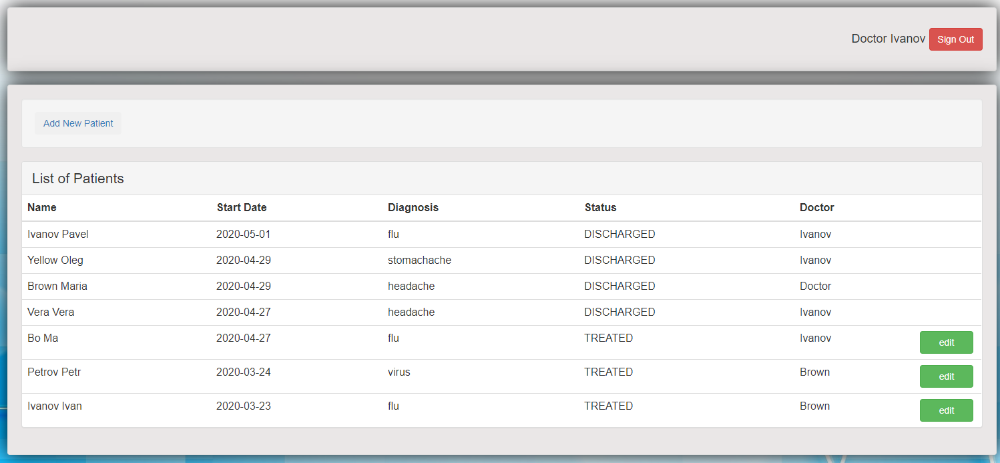 Doctor Ivanov Sign Out
Add New Patient
List of Patients
Name Start Date Diagnosis Status Doctor
Ivanov Pavel 2020-05-01 flu DISCHARGED Ivanov
Yellow Oleg 2020-04-29 stomachache DISCHARGED Ivanov
Brown Maria 2020-04-29 headache DISCHARGED Doctor
Vera Vera 2020-04-27 headache DISCHARGED Ivanov
Bo Ma 2020-04-27 flu TREATED Ivanov edit
Petrov Petr 2020-03-24 virus TREATED Brown edit
Ivanov Ivan 2020-03-23 flu TREATED Brown edit